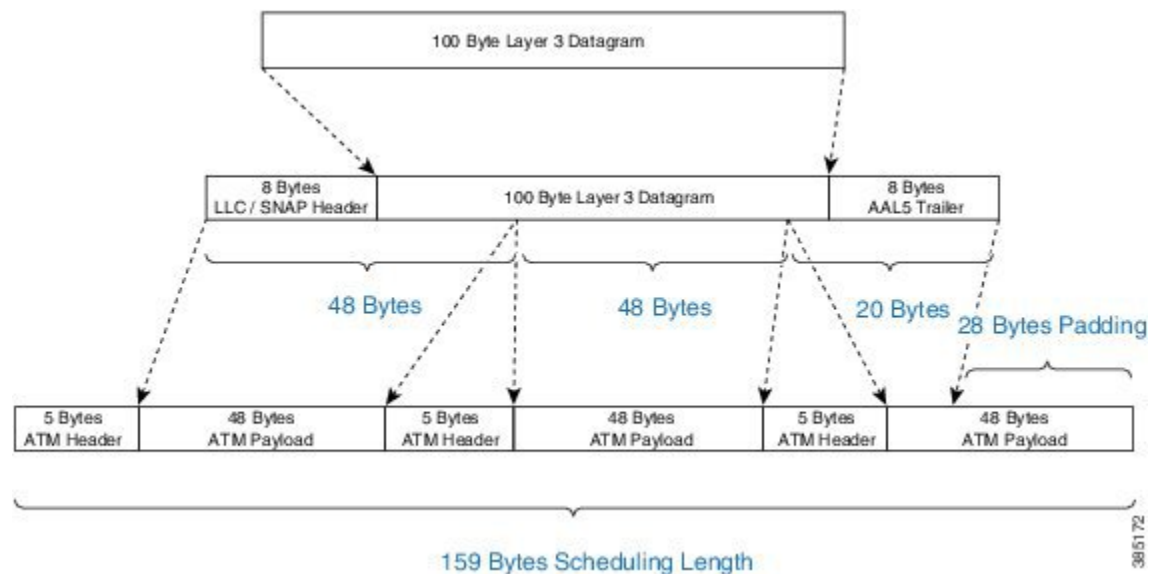 100 Byte Layer 3 Datagram
8 Bytes
LLC / SNAP Header
100 Byte Layer 3 Datagram
8 Bytes
AAL5 Trailer
48 Bytes
48 Bytes
20 Bytes
28 Bytes Padding
5 Bytes
ATM Header
48 Bytes
ATM Payload
5 Bytes
ATM Header
48 Bytes
ATM Payload
5 Bytes
ATM Header
48 Bytes
ATM Payload
159 Bytes Scheduling Length
385172